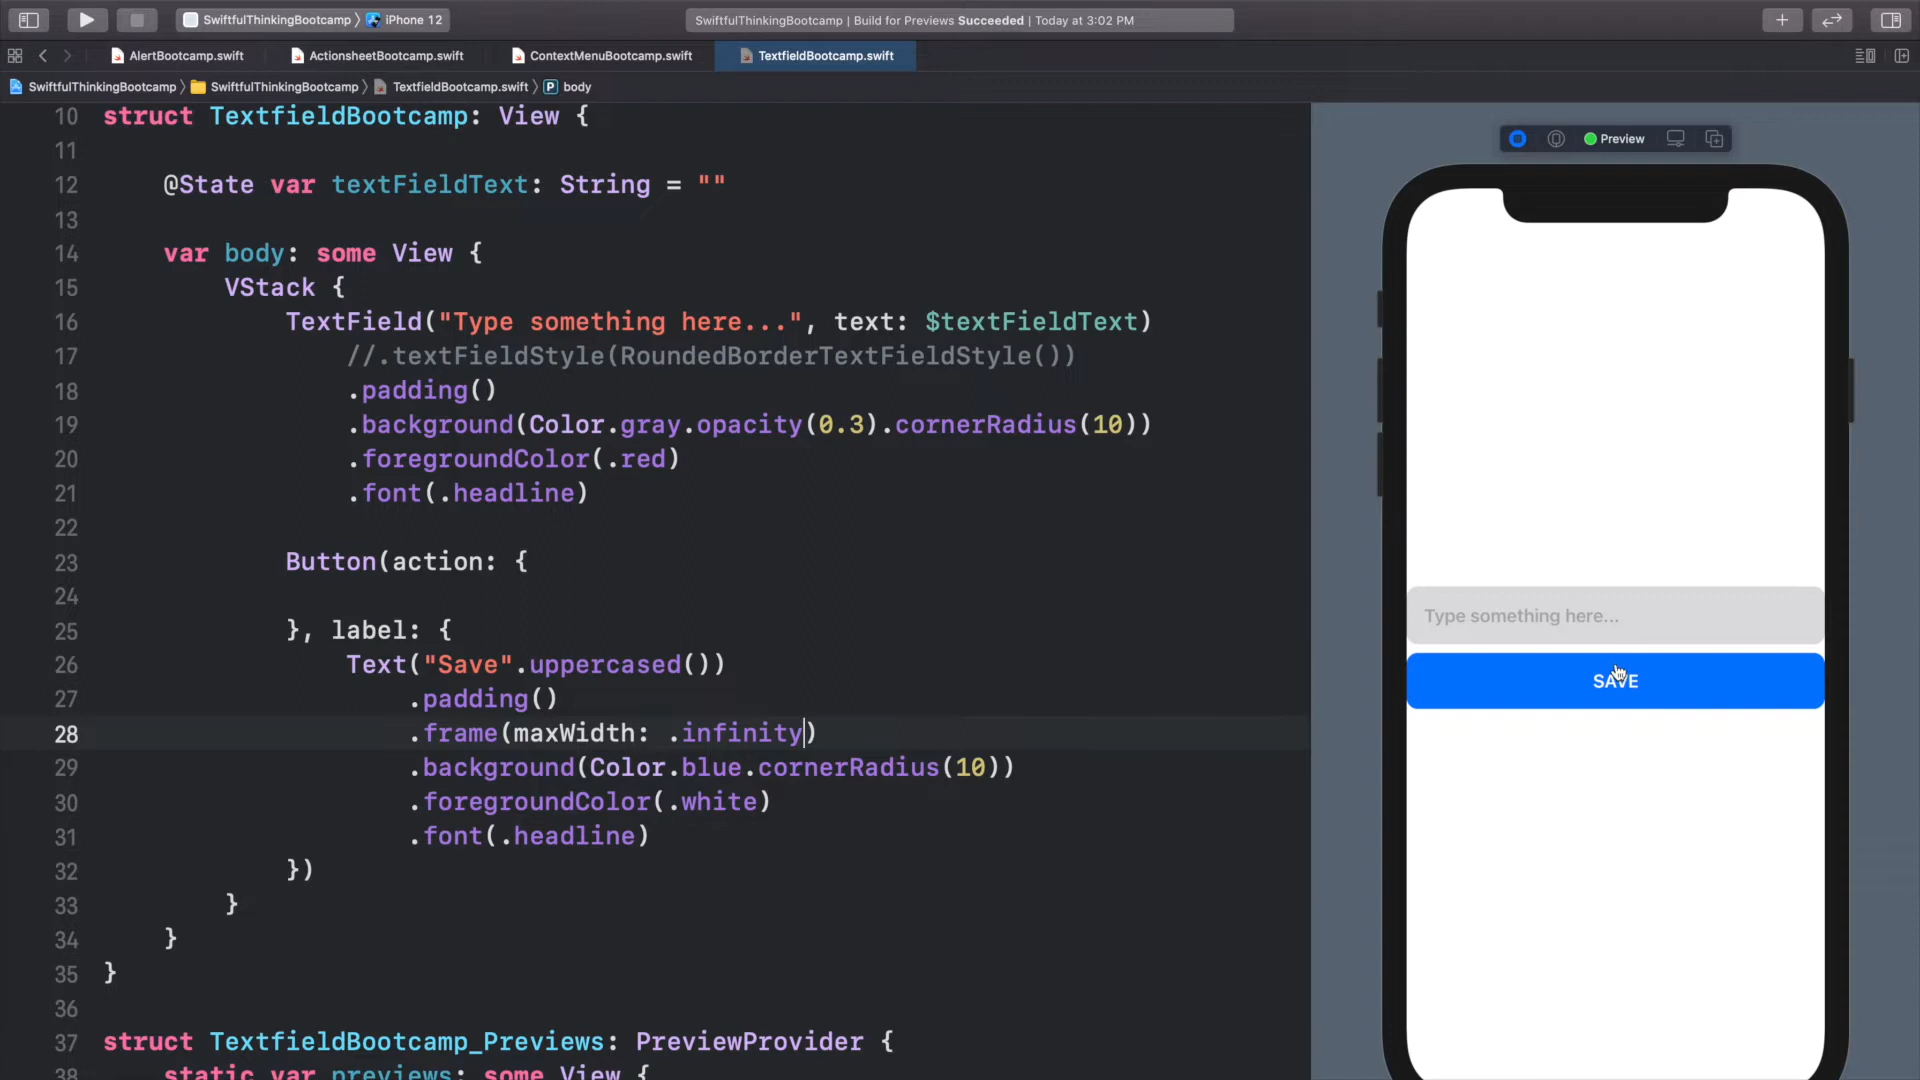 SwiftfulThinkingBootcamp 〉 iPhone 12
SwiftfulThinkingBootcamp | Build for Previews Succeeded | Today at 3:02 PM
AlertBootcamp.swift
ActionsheetBootcamp.swift
ContextMenuBootcamp.swift
TextfieldBootcamp.swift
SwiftfulThinkingBootcamp 〉 SwiftfulThinkingBootcamp 〉 TextfieldBootcamp.swift 〉 P body
10 struct TextfieldBootcamp: View {
11
12 @State var textFieldText: String = ""
13
14 var body: some View {
15 VStack {
16 TextField("Type something here...", text: $textFieldText)
17 //.textFieldStyle(RoundedBorderTextFieldStyle())
18 .padding()
19 .background(Color.gray.opacity(0.3).cornerRadius(10))
20 .foregroundColor(.red)
21 .font(.headline)
22
23 Button(action: {
24
25 }, label: {
26 Text("Save".uppercased())
27 .padding()
28 .frame(maxWidth: .infinity)
29 .background(Color.blue.cornerRadius(10))
30 .foregroundColor(.white)
31 .font(.headline)
32 })
33 }
34 }
35 }
36
37 struct TextfieldBootcamp_Previews: PreviewProvider {
38 static var previews: some View {
Preview
Type something here...
SAVE